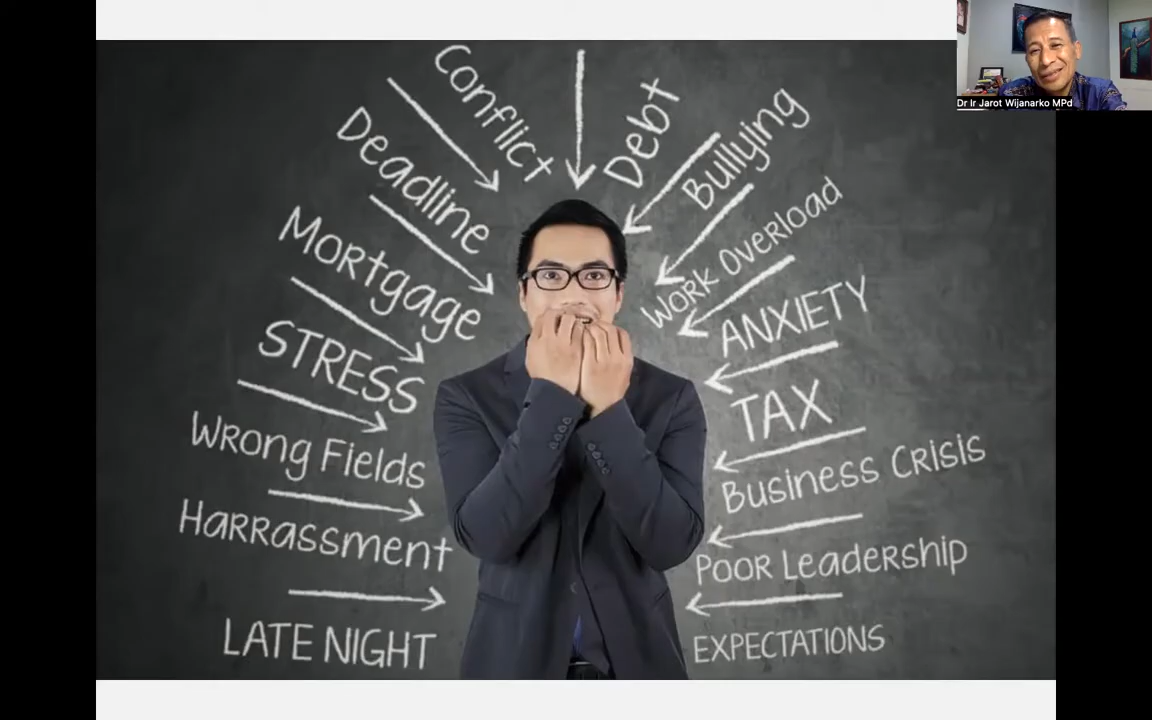 Dr Ir Jarot Wijanarko MPd
Conflict
Debt
Deadline
Bullying
Mortgage
Work Overload
STRESS
ANXIETY
Wrong Fields
TAX
Harrassment
Business Crisis
LATE NIGHT
Poor Leadership
EXPECTATIONS